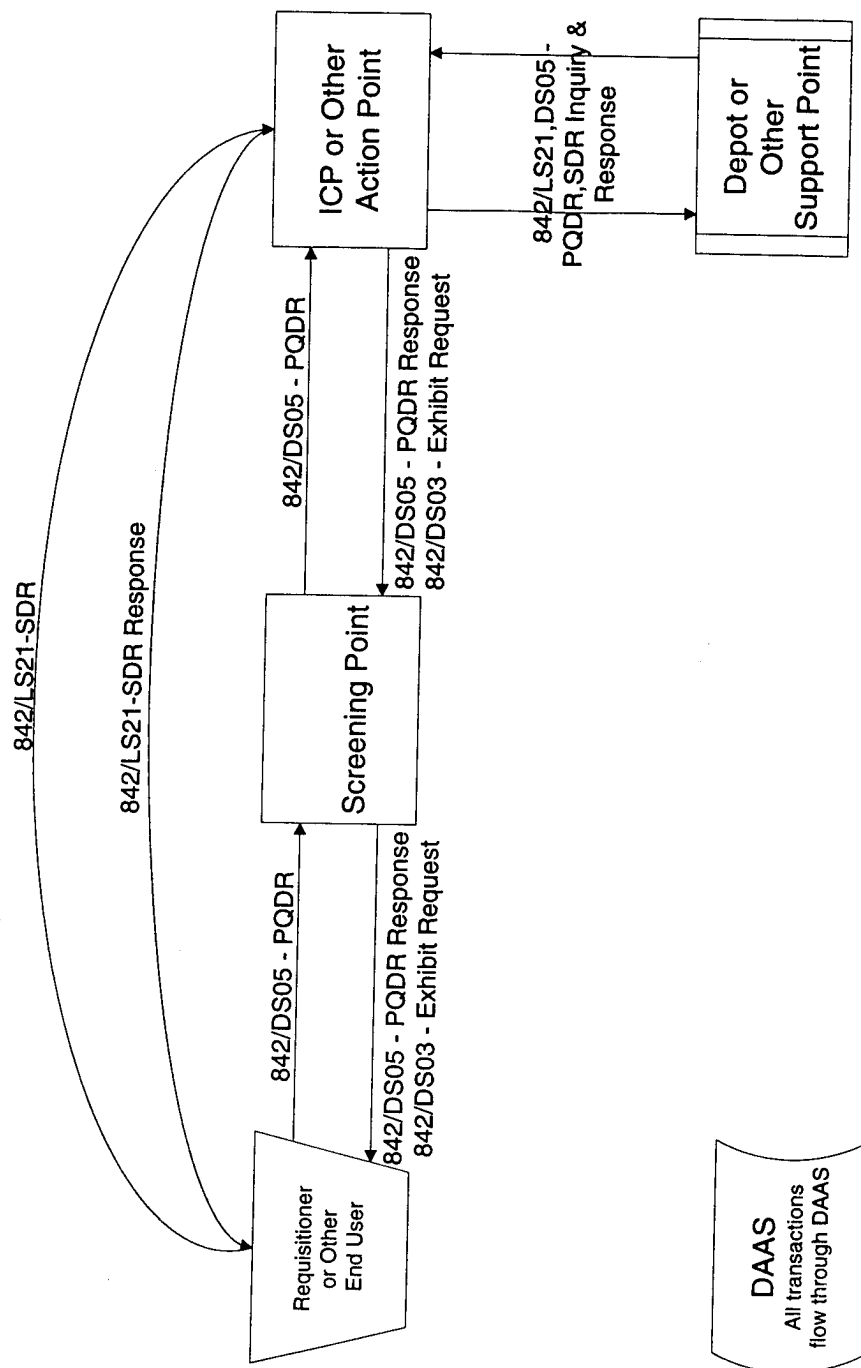 842/LS21-SDR
842/LS21-SDR Response
Requisitioner
or Other
End User
842/DS05 - PQDR
842/DS05 - PQDR Response
842/DS03 - Exhibit Request
Screening Point
842/DS05 - PQDR
842/DS05 - PQDR Response
842/DS03 - Exhibit Request
ICP or Other
Action Point
842/LS21,DS05 -
PQDR,SDR Inquiry &
Response
DAAS
All transactions
flow through DAAS
Depot or
Other
Support Point